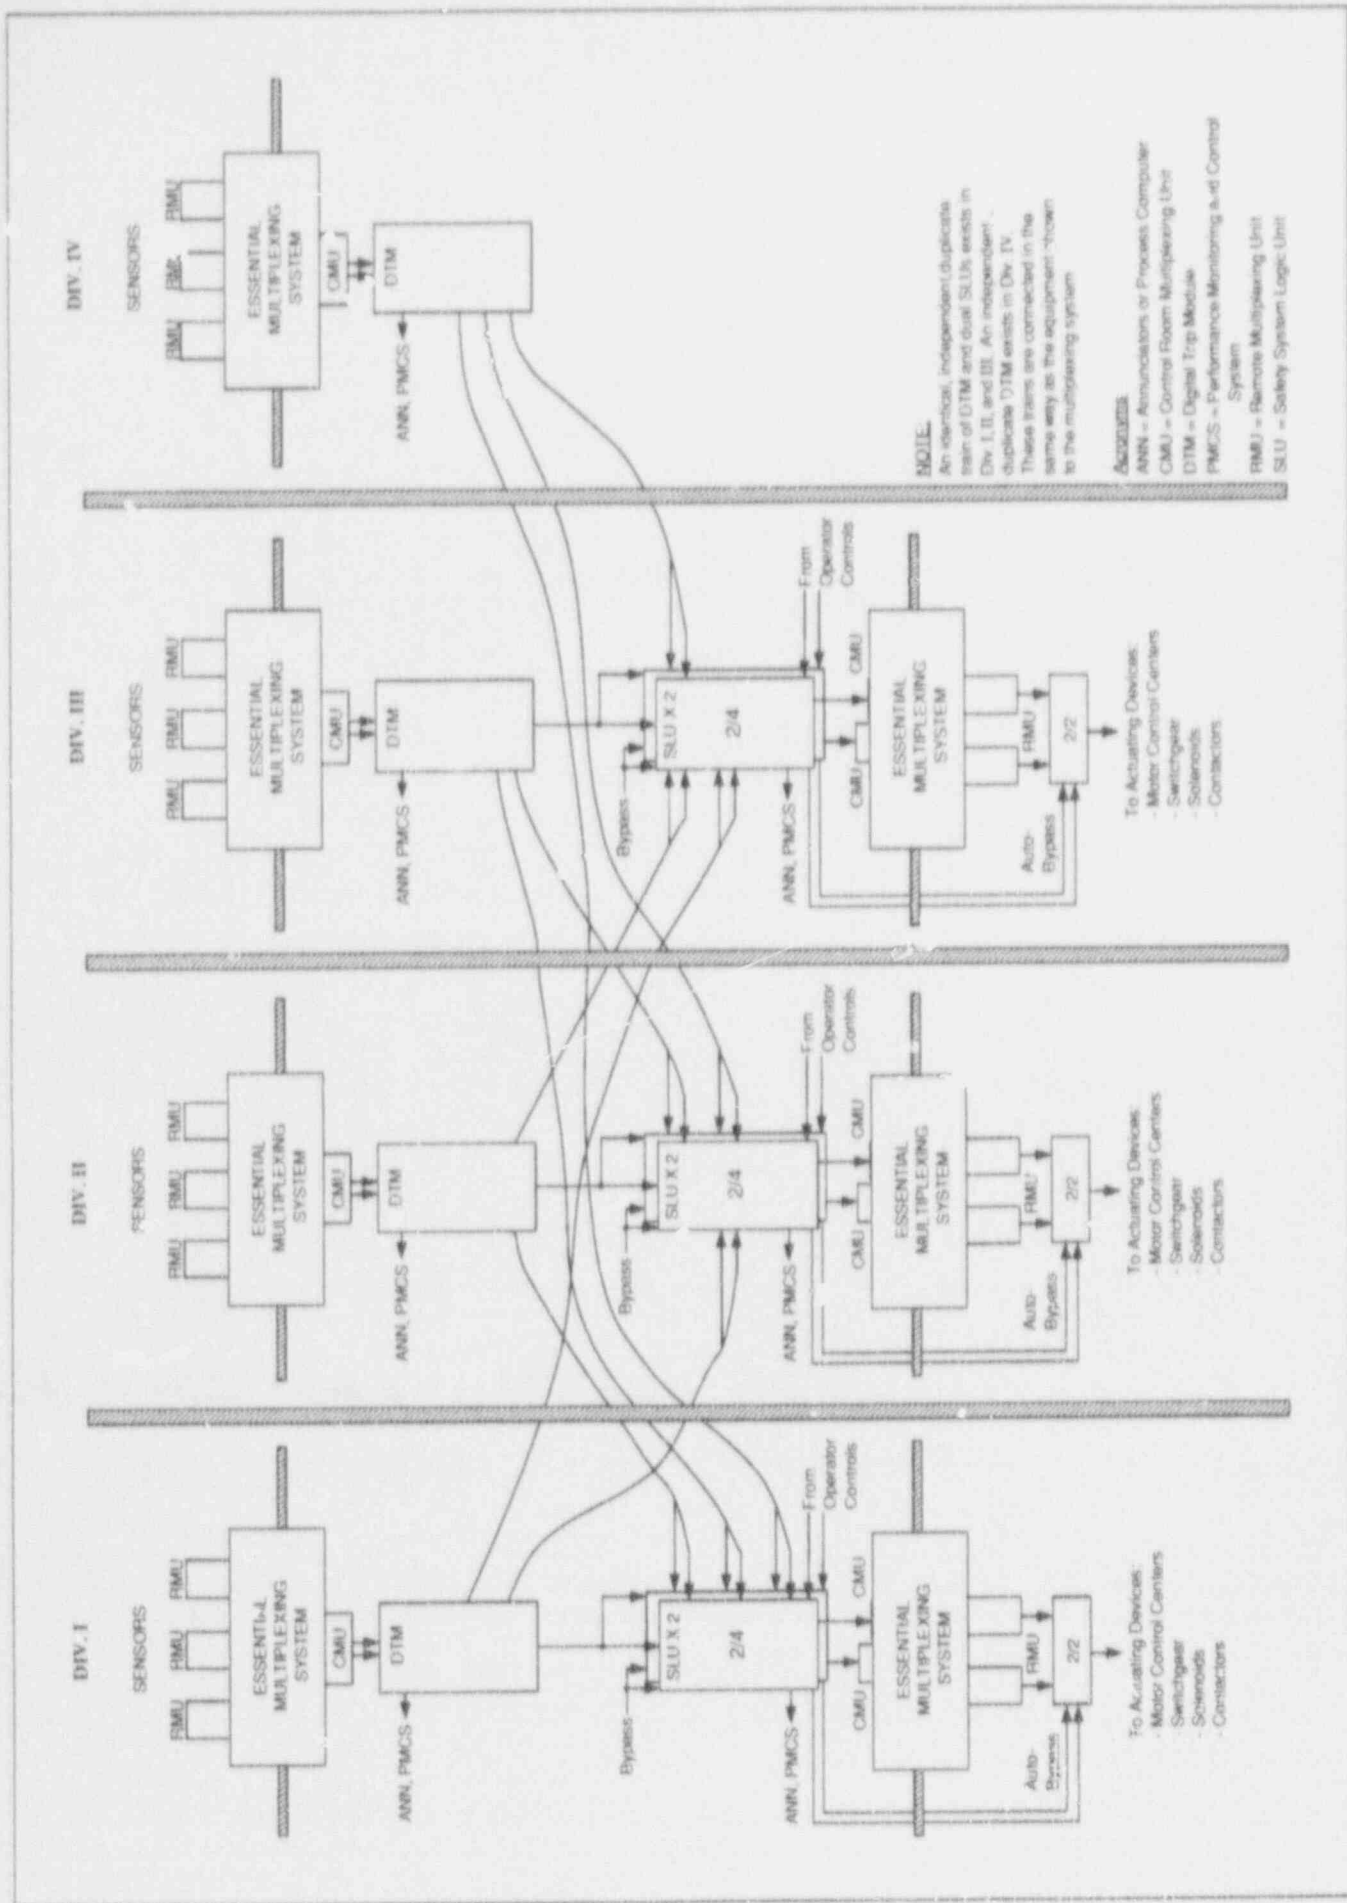 DIV. I
SENSORS
RMU
RMU
RMU
ESSENTIAL
MULTIPLEXING
SYSTEM
CMU
DTM
ANN, PMCS
Bypass
SLU X 2
2/4
ANN, PMCS
From
Operator
Controls
CMU
CMU
ESSENTIAL
MULTIPLEXING
SYSTEM
RMU
Auto-
Bypass
2/2
To Actuating Devices:
- Motor Control Centers
- Switchgear
- Solenoids
- Contactors
DIV. II
SENSORS
RMU
RMU
RMU
ESSENTIAL
MULTIPLEXING
SYSTEM
CMU
DTM
ANN, PMCS
Bypass
SLU X 2
2/4
ANN, PMCS
From
Operator
Controls
CMU
CMU
ESSENTIAL
MULTIPLEXING
SYSTEM
RMU
Auto-
Bypass
2/2
To Actuating Devices:
- Motor Control Centers
- Switchgear
- Solenoids
- Contactors
DIV. III
SENSORS
RMU
RMU
RMU
ESSENTIAL
MULTIPLEXING
SYSTEM
CMU
DTM
ANN, PMCS
Bypass
SLU X 2
2/4
ANN, PMCS
From
Operator
Controls
CMU
CMU
ESSENTIAL
MULTIPLEXING
SYSTEM
RMU
Auto-
Bypass
2/2
To Actuating Devices:
- Motor Control Centers
- Switchgear
- Solenoids
- Contactors
DIV. IV
SENSORS
RMU
RMU
RMU
ESSENTIAL
MULTIPLEXING
SYSTEM
CMU
DTM
ANN, PMCS
NOTE:
An identical, independent, duplicate
train of DTM and dual SLUs exists in
Div. I, II, and III. An independent
duplicate DTM exists in Div. IV.
These trains are connected in the
same way as the equipment shown
to the multiplexing system
Acronyms
ANN = Annunciators or Process Computer
CMU = Control Room Multiplexing Unit
DTM = Digital Trip Module
PMCS = Performance Monitoring and Control
System
RMU = Remote Multiplexing Unit
SLU = Safety System Logic Unit